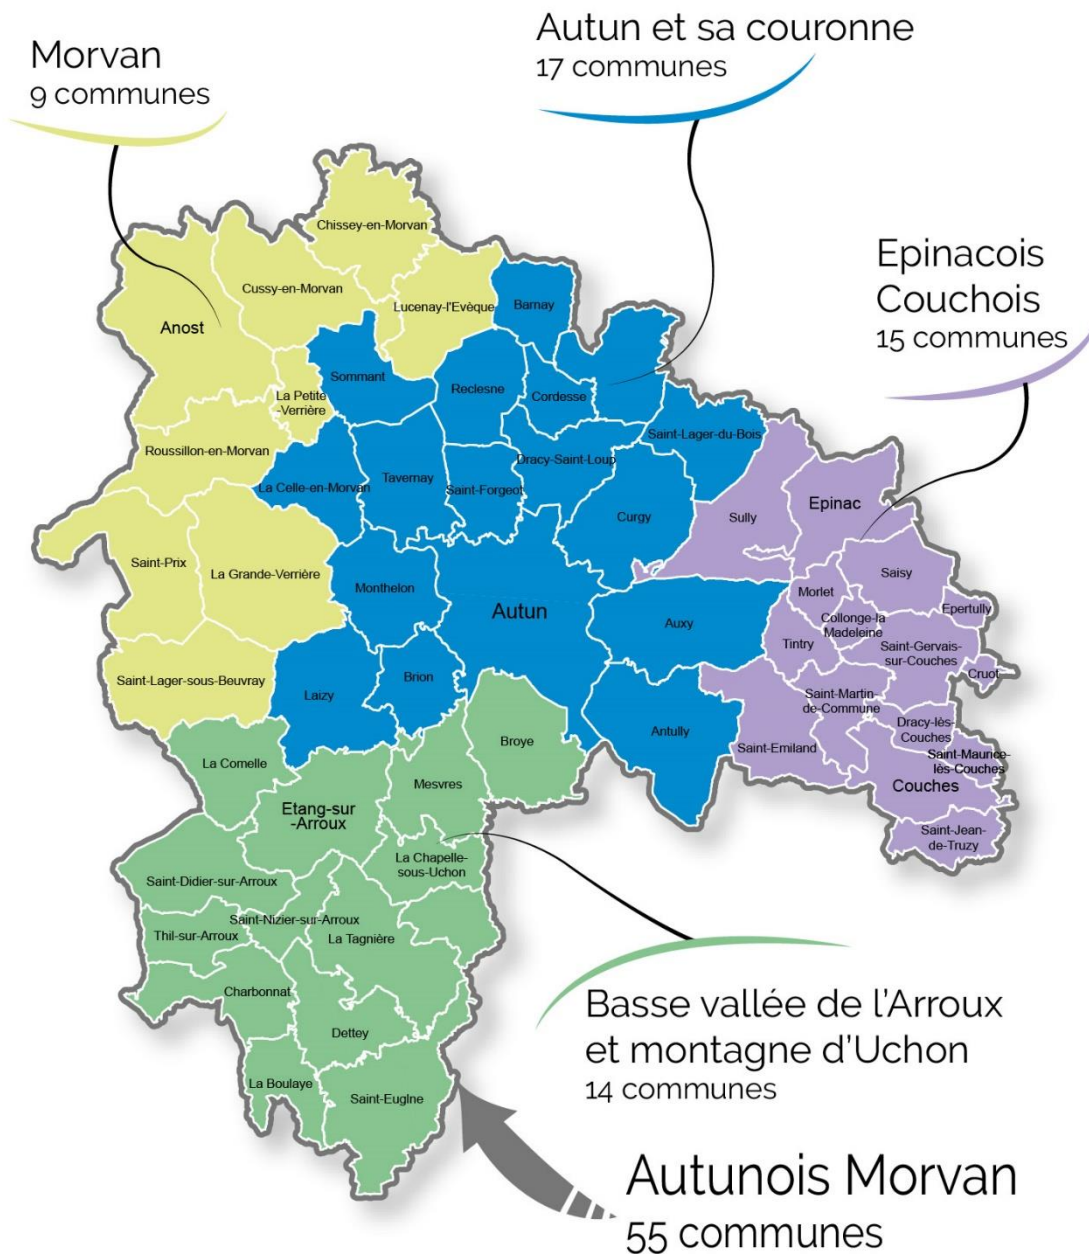 Morvan
9 communes
Autun et sa couronne
17 communes
Epinacois
Couchois
15 communes
Chissey-en-Morvan
Cussy-en-Morvan
Lucenay-l'Evèque
Barnay
Anost
Sommant
Reclesne
Cordesse
La Petite
-Verrière
Saint-Lager-du-Bois
Roussillon-en-Morvan
Dracy-Saint-Loup
La Celle-en-Morvan
Tavernay
Saint-Forgeot
Curgy
Sully
Epinac
Saint-Prix
La Grande-Verrière
Monthelon
Autun
Saisy
Morlet
Epertully
Collonge-la
Madeleine
Auxy
Tintry
Saint-Gervais-
sur-Couches
Cruot
Saint-Lager-sous-Beuvray
Laizy
Brion
Saint-Martin-
de-Commune
Antully
Saint-Emiland
Dracy-lès-
Couches
Saint-Maurice-
lès-Couches
Couches
Saint-Jean-
de-Truzy
Broye
La Comelle
Mesvres
Etang-sur
-Arroux
La Chapelle-
sous-Uchon
Saint-Didier-sur-Arroux
Saint-Nizier-sur-Arroux
Thil-sur-Arroux
La Tagnière
Charbonnat
Dettey
La Boulaye
Saint-Euglne
Basse vallée de l'Arroux
et montagne d'Uchon
14 communes
Autunois Morvan
55 communes